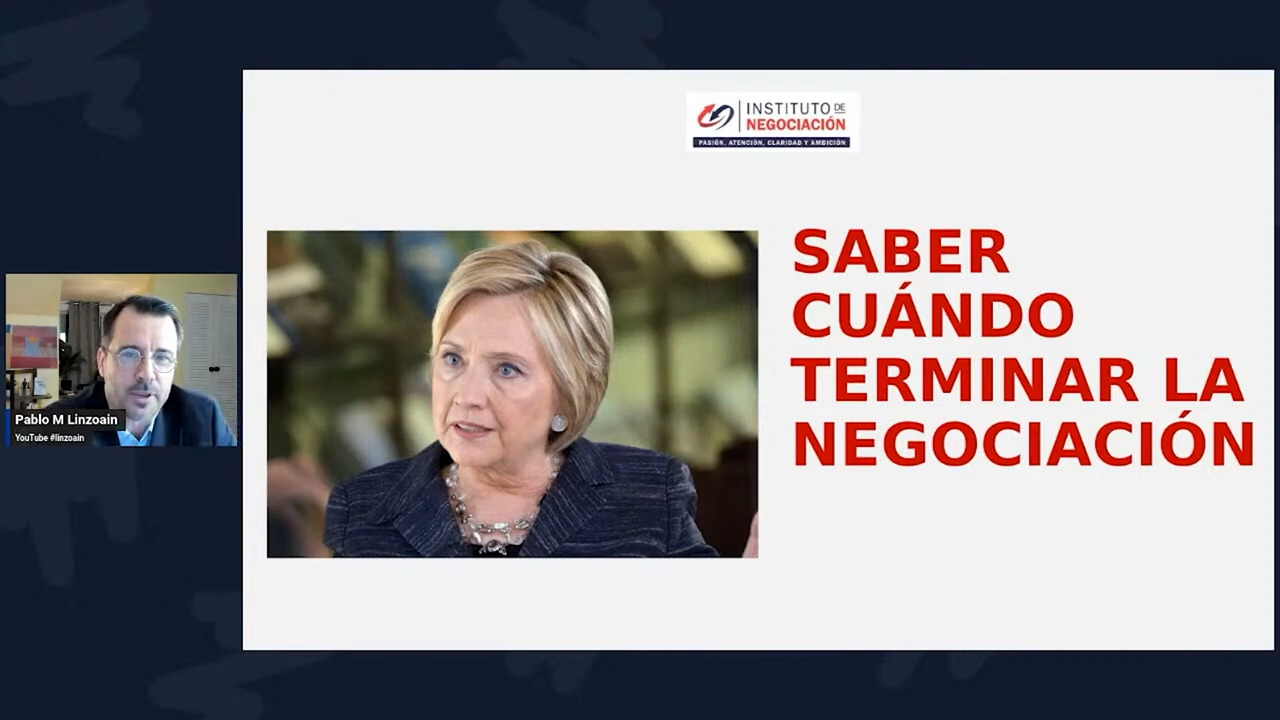 INSTITUTO DE
NEGOCIACIÓN
PASIÓN, ATENCIÓN, CLARIDAD Y AMBICIÓN
SABER
CUÁNDO
TERMINAR LA
NEGOCIACIÓN
Pablo M Linzoain
YouTube #linzoain